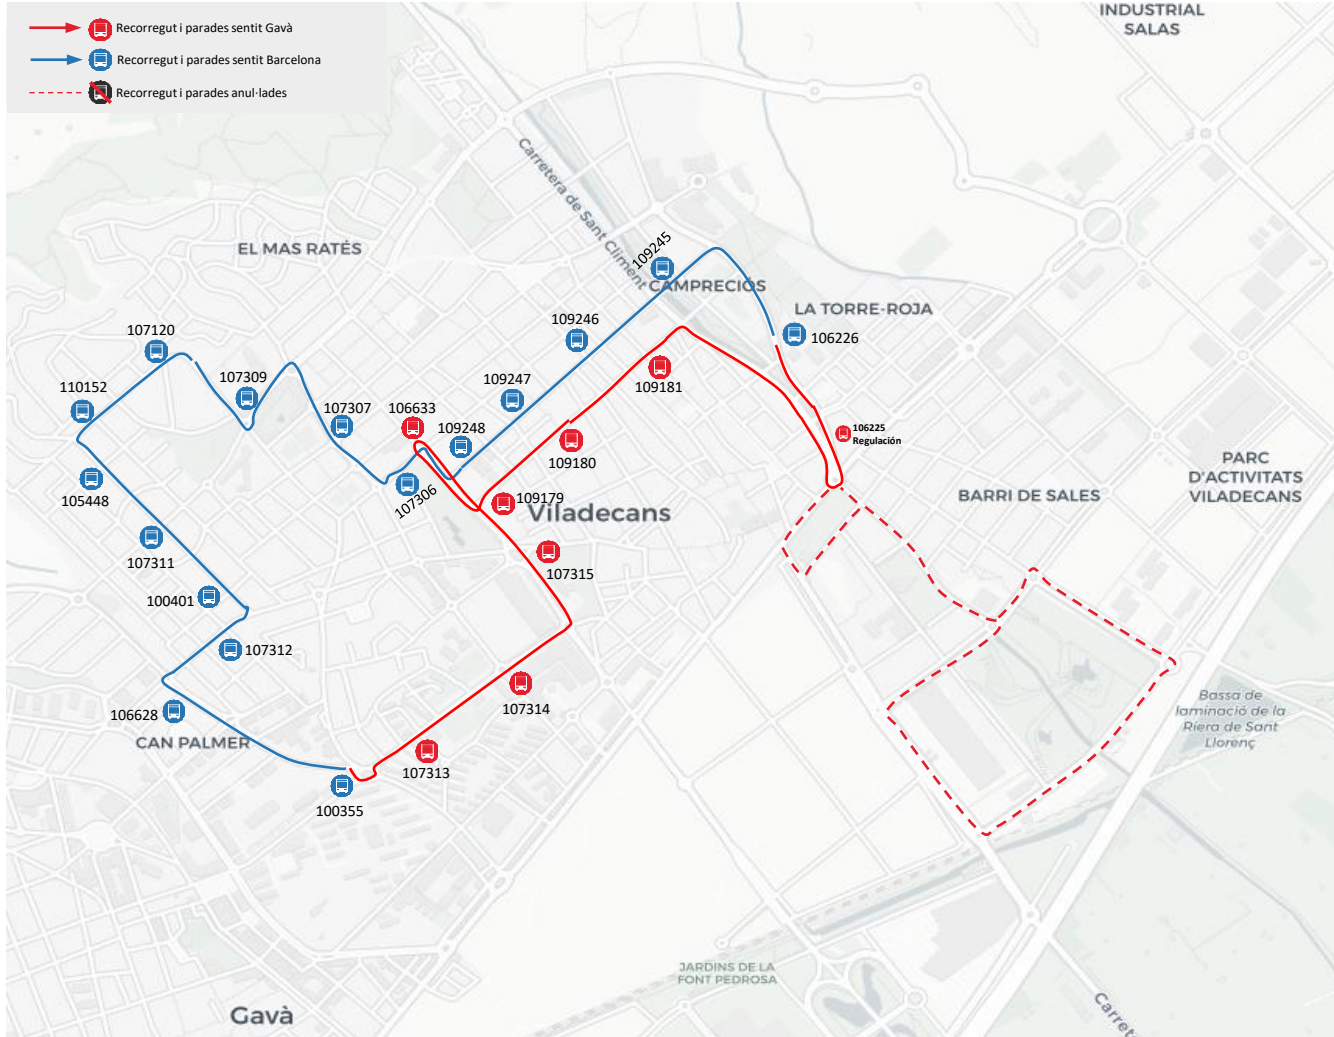 Recorregut i parades sentit Gavà
Recorregut i parades sentit Barcelona
Recorregut i parades anul·lades
INDUSTRIAL
SALAS
Carretera de Sant Climent
EL MAS RATÉS
109245
CAMPRECIÓS
LA TORRE-ROJA
107120
109246
106226
110152
107309
109247
109181
107307
106633
109248
106225
Regulación
109180
PARC
D'ACTIVITATS
VILADECANS
105448
107306
109179
BARRI DE SALES
Viladecans
107311
107315
100401
107312
107314
106628
CAN PALMER
Bassa de
laminació de la
Riera de Sant
Llorenç
107313
100355
JARDINS DE LA
FONT PEDROSA
Gavà
Carrete